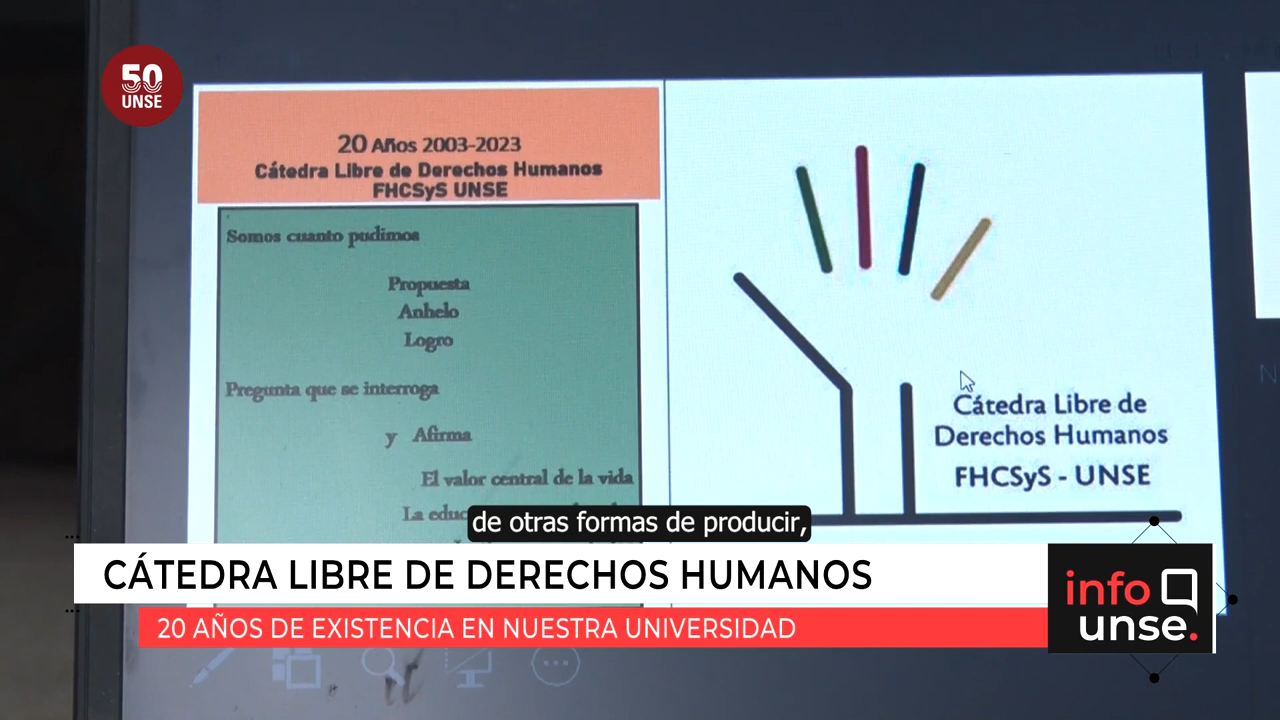 50
UNSE
20 Años 2003-2023
Cátedra Libre de Derechos Humanos
FHCSyS UNSE
Somos cuanto pudimos
Propuesta
Anhelo
Logro
Pregunta que se interroga
y Afirma
El valor central de la vida
La
Cátedra Libre de
Derechos Humanos
FHCSyS - UNSE
de otras formas de producir,
CÁTEDRA LIBRE DE DERECHOS HUMANOS
20 AÑOS DE EXISTENCIA EN NUESTRA UNIVERSIDAD
info
unse.